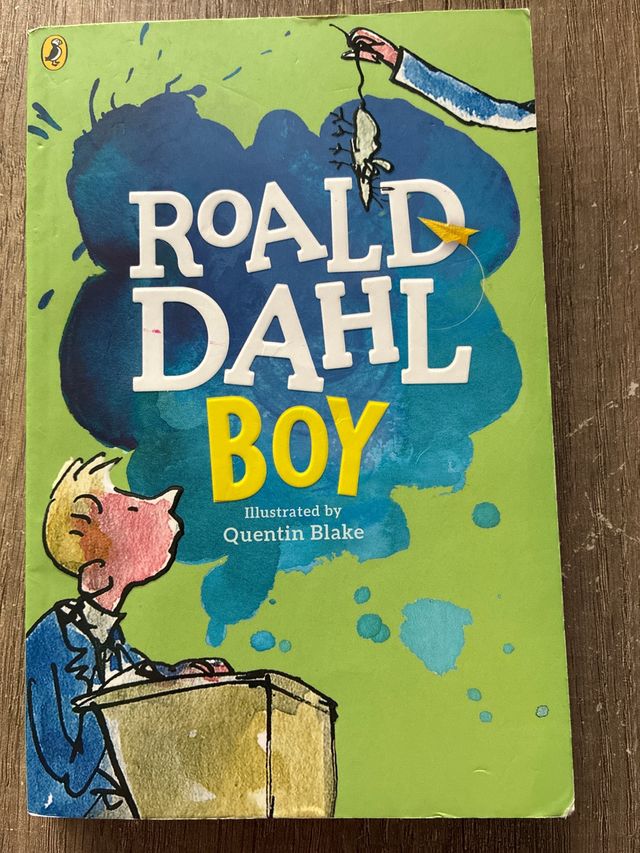 ROALD
DAHL
BOY
Illustrated by
Quentin Blake